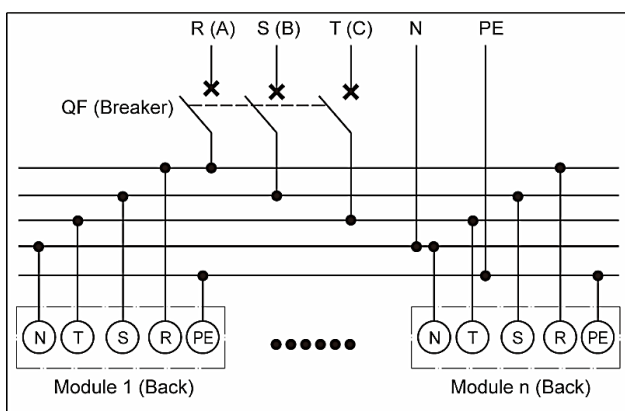 R (A) S (B) T (C) N PE
QF (Breaker)
N T S R PE N T S R PE
Module 1 (Back) Module n (Back)